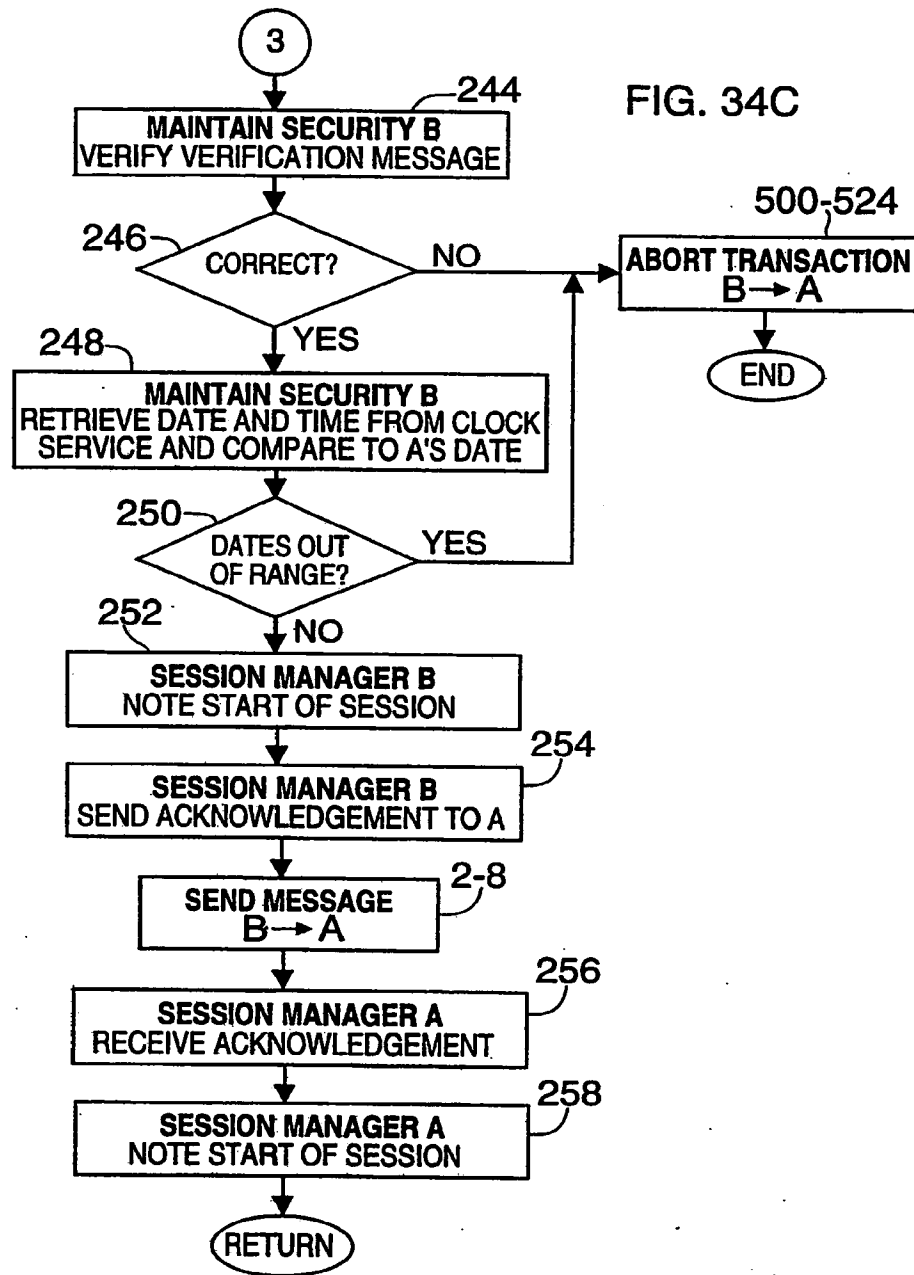 3
244
FIG. 34C
MAINTAIN SECURITY B
VERIFY VERIFICATION MESSAGE
500-524
246
CORRECT?
NO
ABORT TRANSACTION
B → A
YES
END
248
MAINTAIN SECURITY B
RETRIEVE DATE AND TIME FROM CLOCK
SERVICE AND COMPARE TO A'S DATE
250
DATES OUT
OF RANGE?
YES
NO
252
SESSION MANAGER B
NOTE START OF SESSION
254
SESSION MANAGER B
SEND ACKNOWLEDGEMENT TO A
2-8
SEND MESSAGE
B → A
256
SESSION MANAGER A
RECEIVE ACKNOWLEDGEMENT
258
SESSION MANAGER A
NOTE START OF SESSION
RETURN